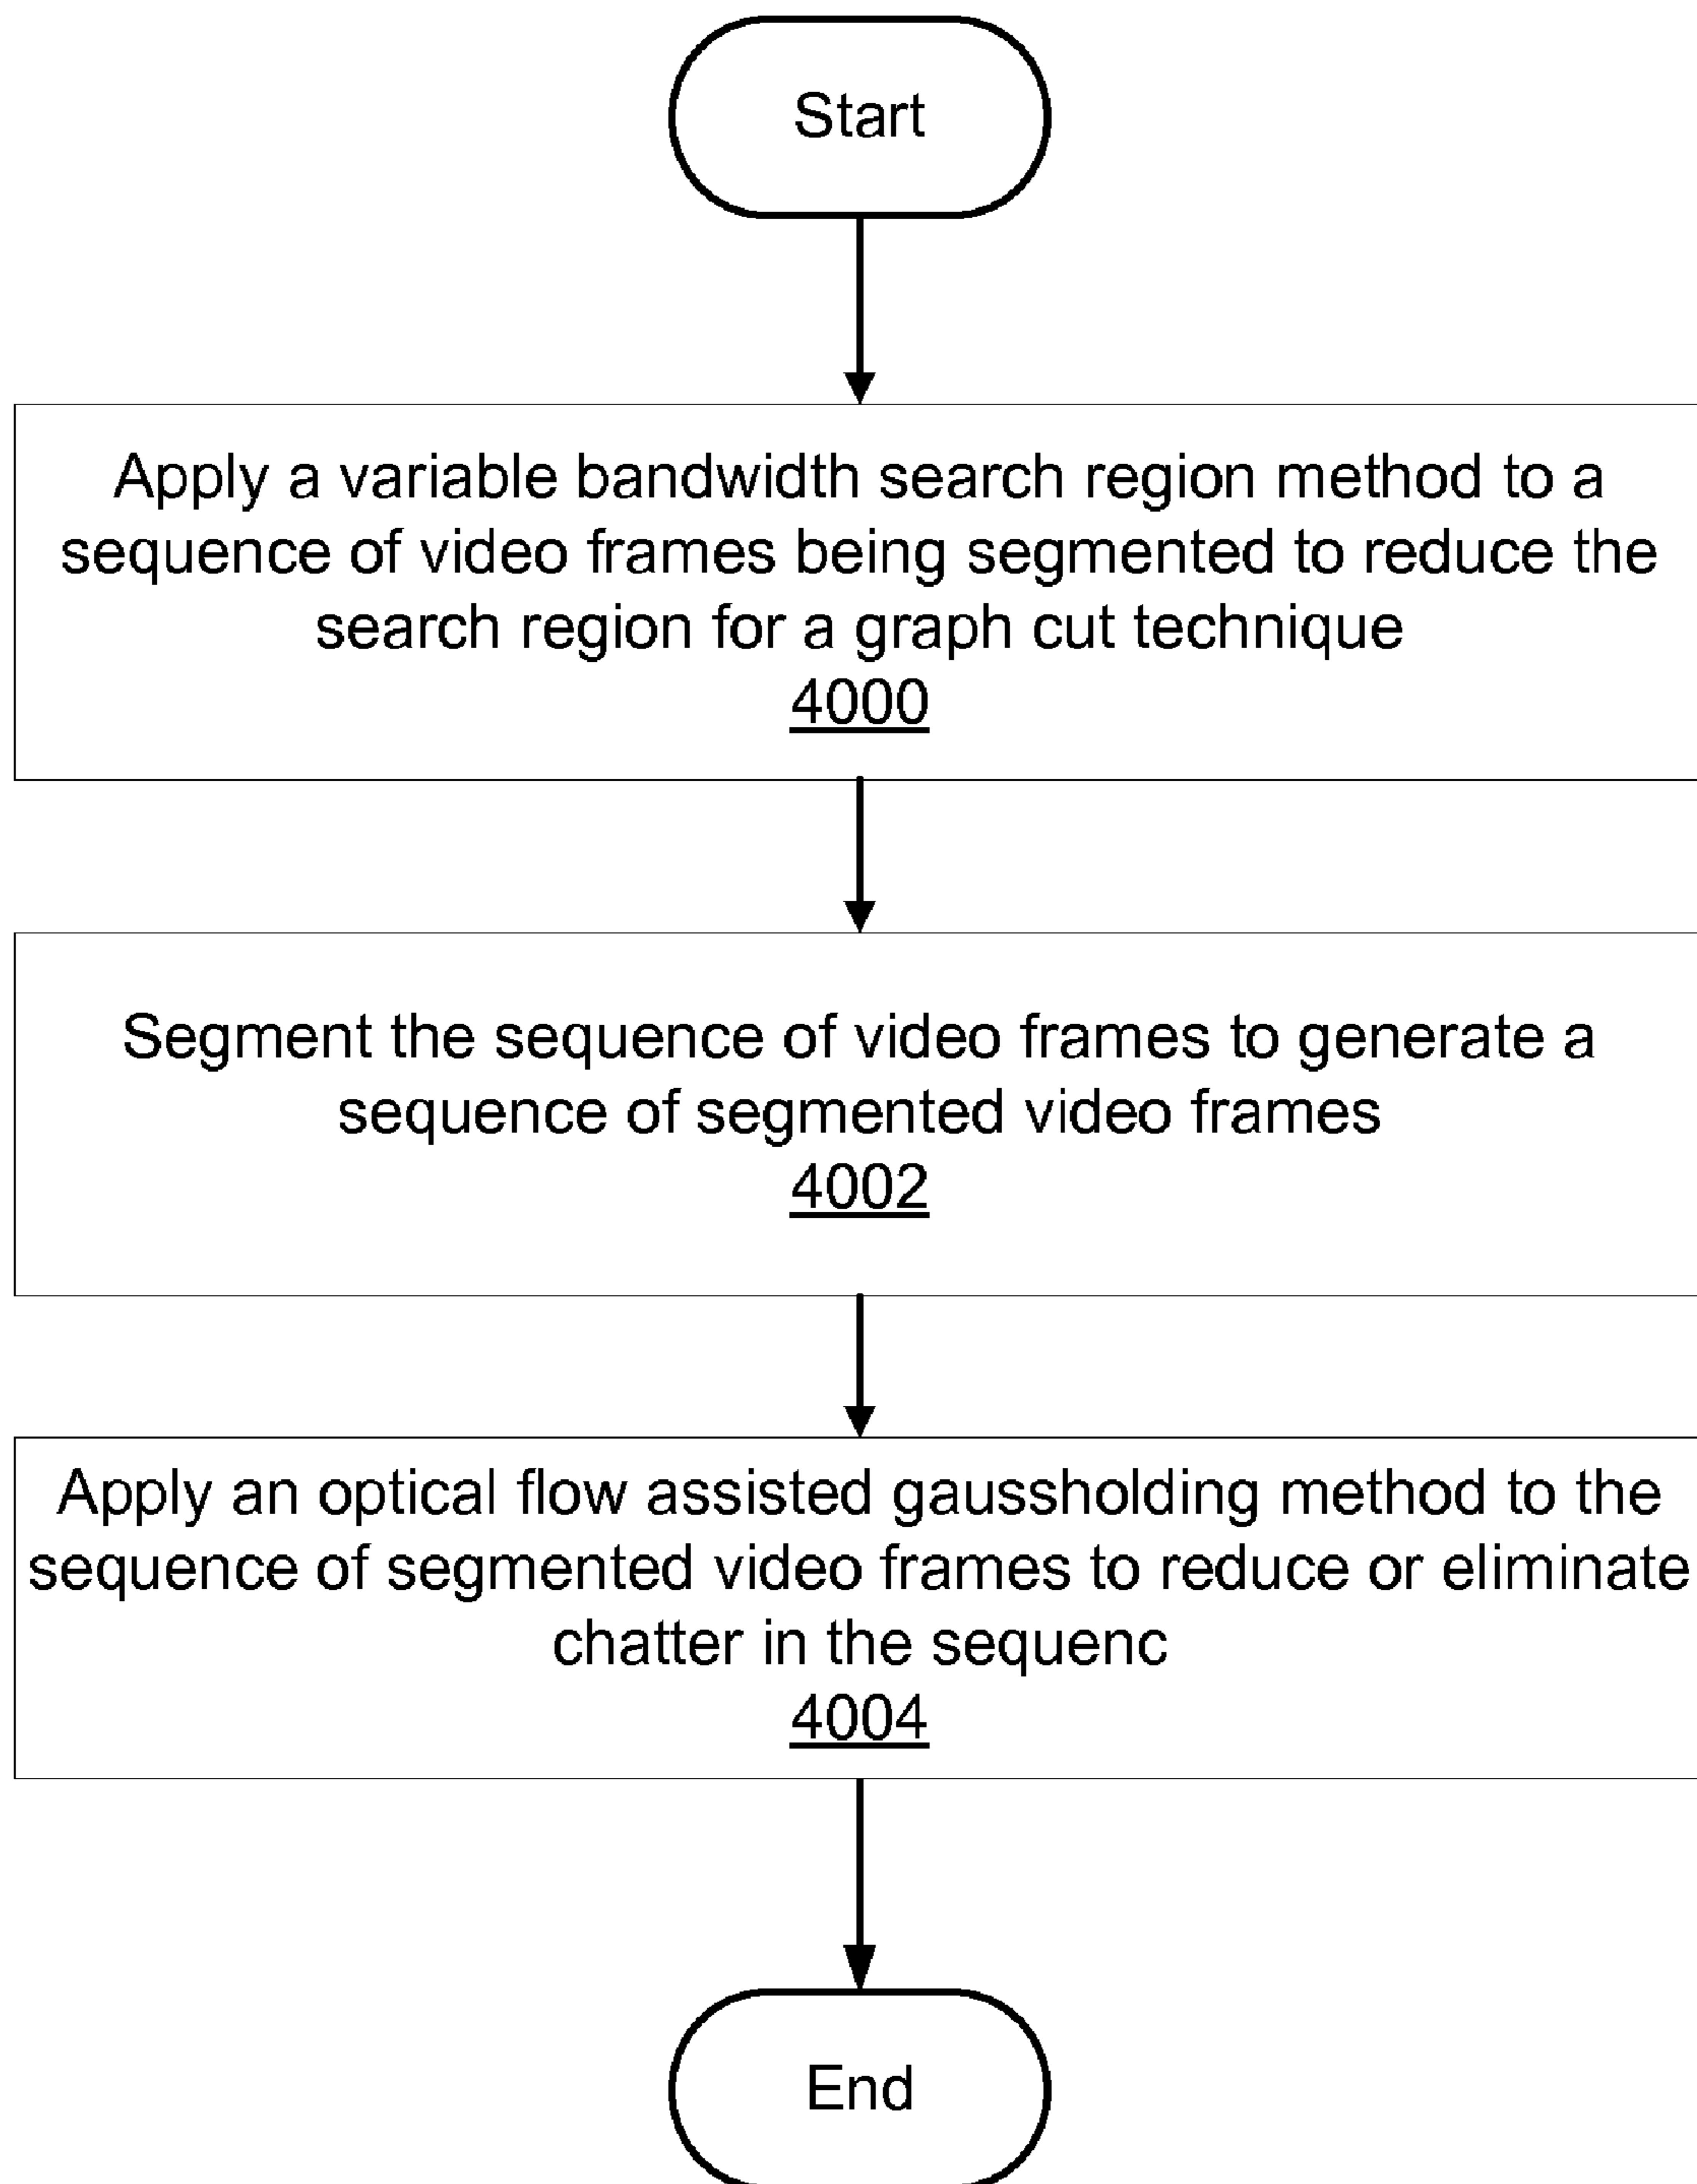 Start
Apply a variable bandwidth search region method to a
sequence of video frames being segmented to reduce the
search region for a graph cut technique
4000
Segment the sequence of video frames to generate a
sequence of segmented video frames
4002
Apply an optical flow assisted gaussholding method to the
sequence of segmented video frames to reduce or eliminate
chatter in the sequenc
4004
End